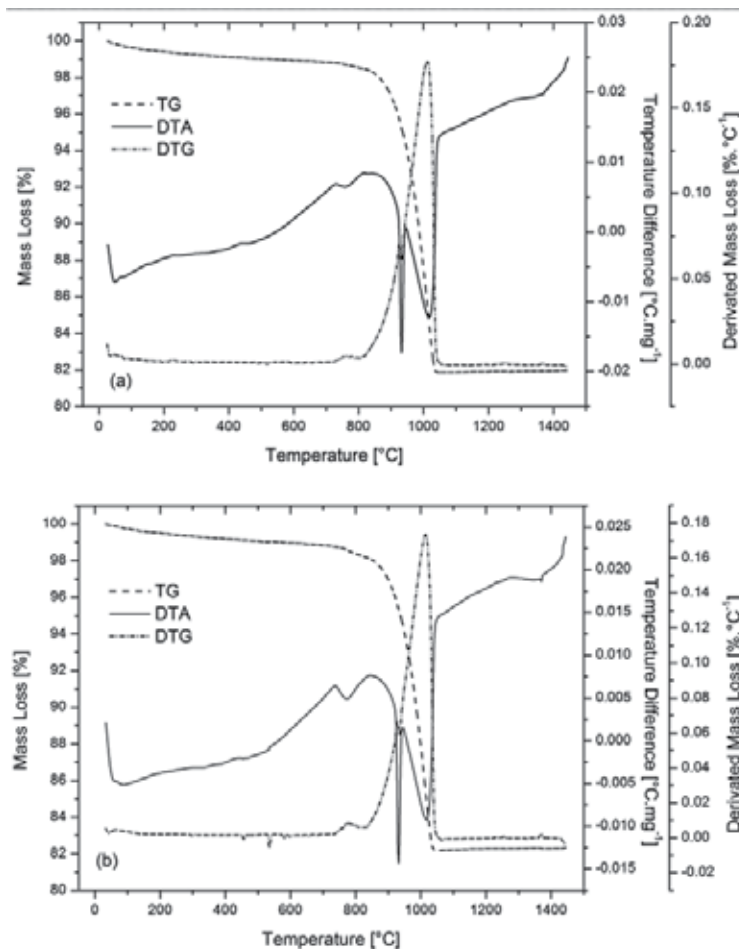 100
98
96
94
92
90
88
86
84
82
80
Mass Loss [%]
TG
DTA
DTG
(a)
0.03
0.02
0.01
0.00
-0.01
-0.02
Temperature Difference [°C.mg⁻¹]
0.20
0.15
0.10
0.05
0.00
Derivated Mass Loss [%.°C⁻¹]
0 200 400 600 800 1000 1200 1400
Temperature [°C]
100
98
96
94
92
90
88
86
84
82
80
Mass Loss [%]
TG
DTA
DTG
(b)
0.025
0.020
0.015
0.010
0.005
0.000
-0.005
-0.010
-0.015
Temperature Difference [°C.mg⁻¹]
0.18
0.16
0.14
0.12
0.10
0.08
0.06
0.04
0.02
0.00
-0.02
Derivated Mass Loss [%.°C⁻¹]
0 200 400 600 800 1000 1200 1400
Temperature [°C]